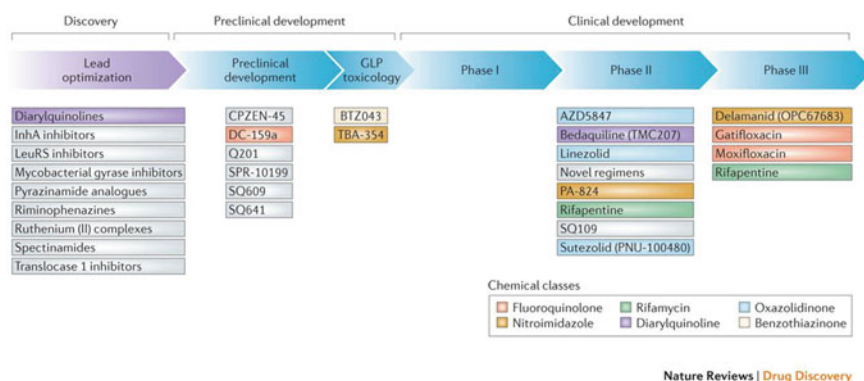 Discovery
Preclinical development
Clinical development
Lead
optimization
Preclinical
development
GLP
toxicology
Phase I
Phase II
Phase III
Diarylquinolines
InhA inhibitors
LeuRS inhibitors
Mycobacterial gyrase inhibitors
Pyrazinamide analogues
Riminophenazines
Ruthenium (II) complexes
Spectinamides
Translocase 1 inhibitors
CPZEN-45
DC-159a
Q201
SPR-10199
SQ609
SQ641
BTZ043
TBA-354
AZD5847
Bedaquiline (TMC207)
Linezolid
Novel regimens
PA-824
Rifapentine
SQ109
Sutezolid (PNU-100480)
Delamanid (OPC67683)
Gatifloxacin
Moxifloxacin
Rifapentine
Chemical classes
Fluoroquinolone
Rifamycin
Oxazolidinone
Nitroimidazole
Diarylquinoline
Benzothiazinone
Nature Reviews | Drug Discovery